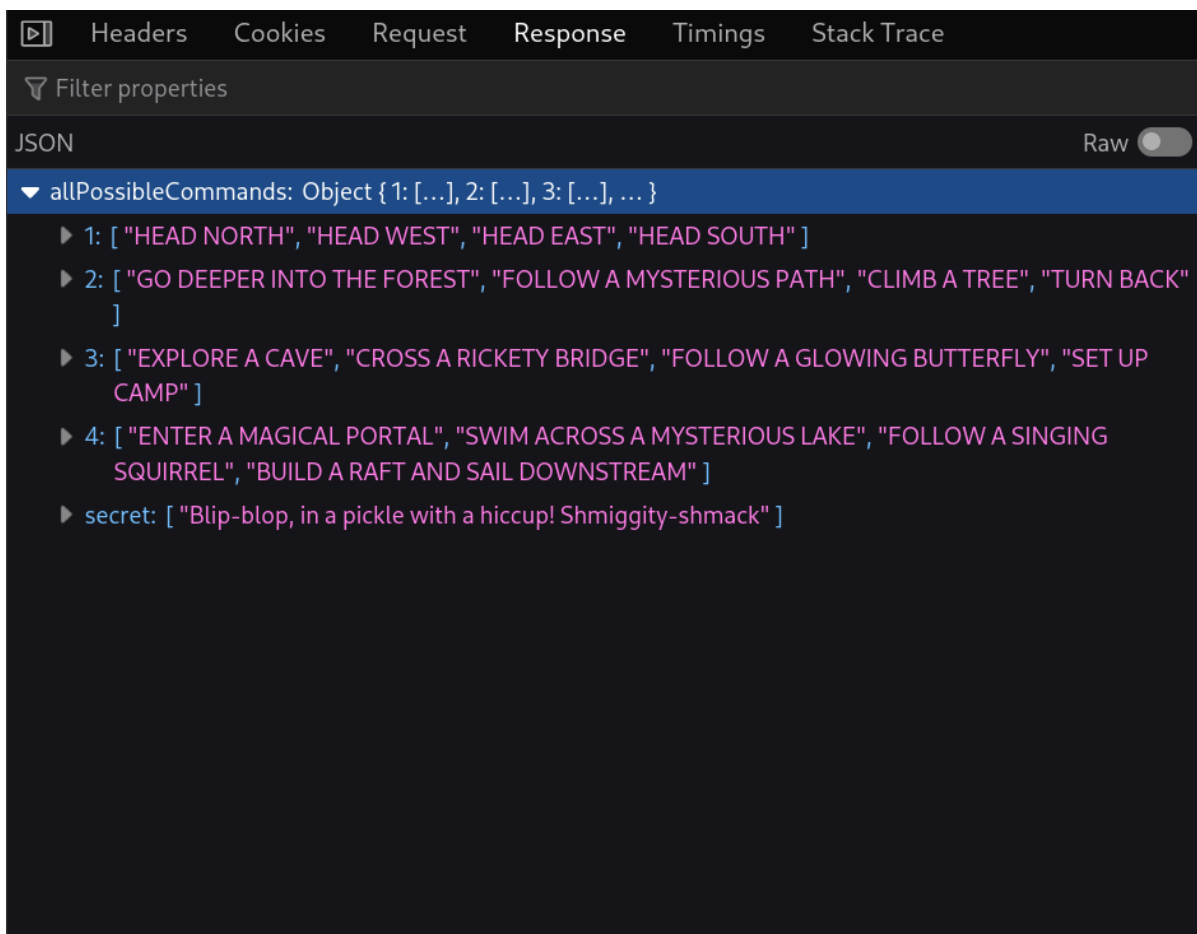 Headers Cookies Request Response Timings Stack Trace
Filter properties
JSON Raw
allPossibleCommands: Object { 1: […], 2: […], 3: […], … }
1: [ "HEAD NORTH", "HEAD WEST", "HEAD EAST", "HEAD SOUTH" ]
2: [ "GO DEEPER INTO THE FOREST", "FOLLOW A MYSTERIOUS PATH", "CLIMB A TREE", "TURN BACK"
]
3: [ "EXPLORE A CAVE", "CROSS A RICKETY BRIDGE", "FOLLOW A GLOWING BUTTERFLY", "SET UP
CAMP" ]
4: [ "ENTER A MAGICAL PORTAL", "SWIM ACROSS A MYSTERIOUS LAKE", "FOLLOW A SINGING
SQUIRREL", "BUILD A RAFT AND SAIL DOWNSTREAM" ]
secret: [ "Blip-blop, in a pickle with a hiccup! Shmiggity-shmack" ]